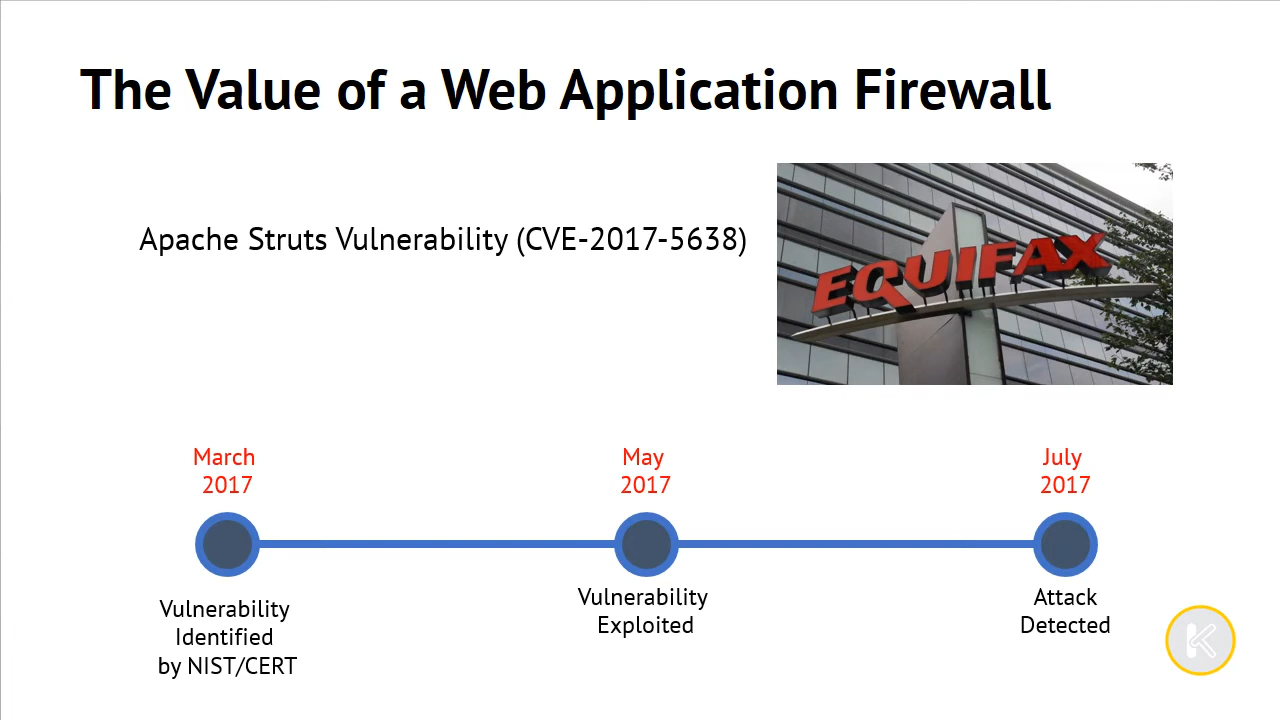 The Value of a Web Application Firewall
Apache Struts Vulnerability (CVE-2017-5638)
EQUIFAX
March
2017
May
2017
July
2017
Vulnerability
Identified
by NIST/CERT
Vulnerability
Exploited
Attack
Detected
K